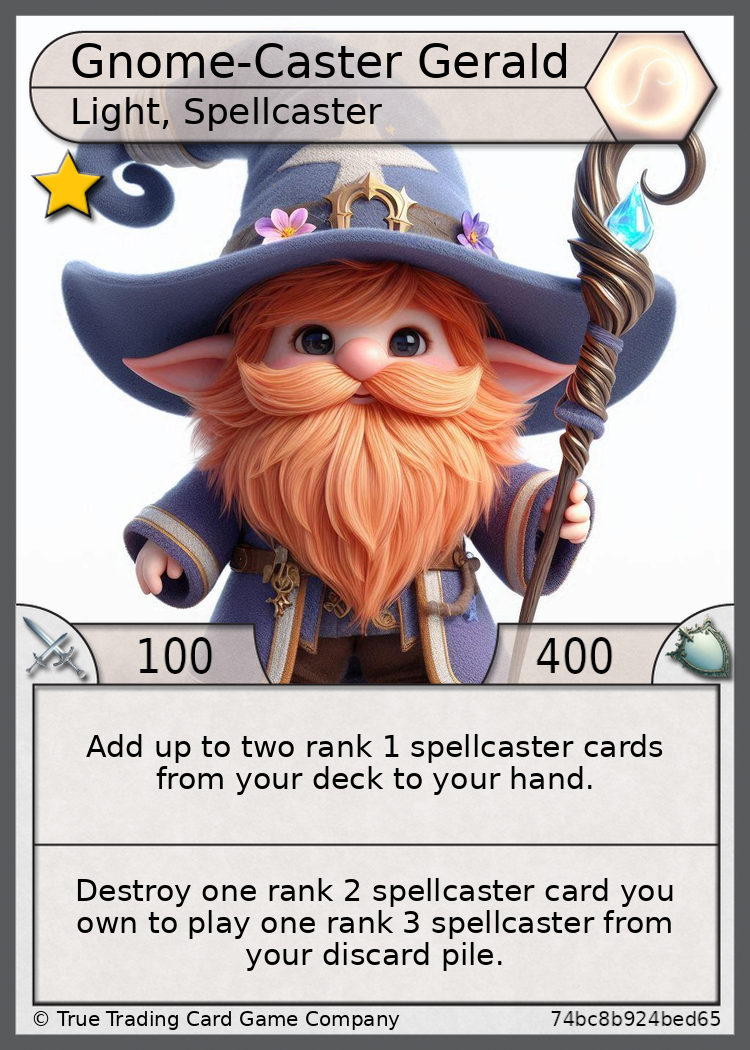 Gnome-Caster Gerald
Light, Spellcaster
100
400
Add up to two rank 1 spellcaster cards
from your deck to your hand.
Destroy one rank 2 spellcaster card you
own to play one rank 3 spellcaster from
your discard pile.
© True Trading Card Game Company
74bc8b924bed65